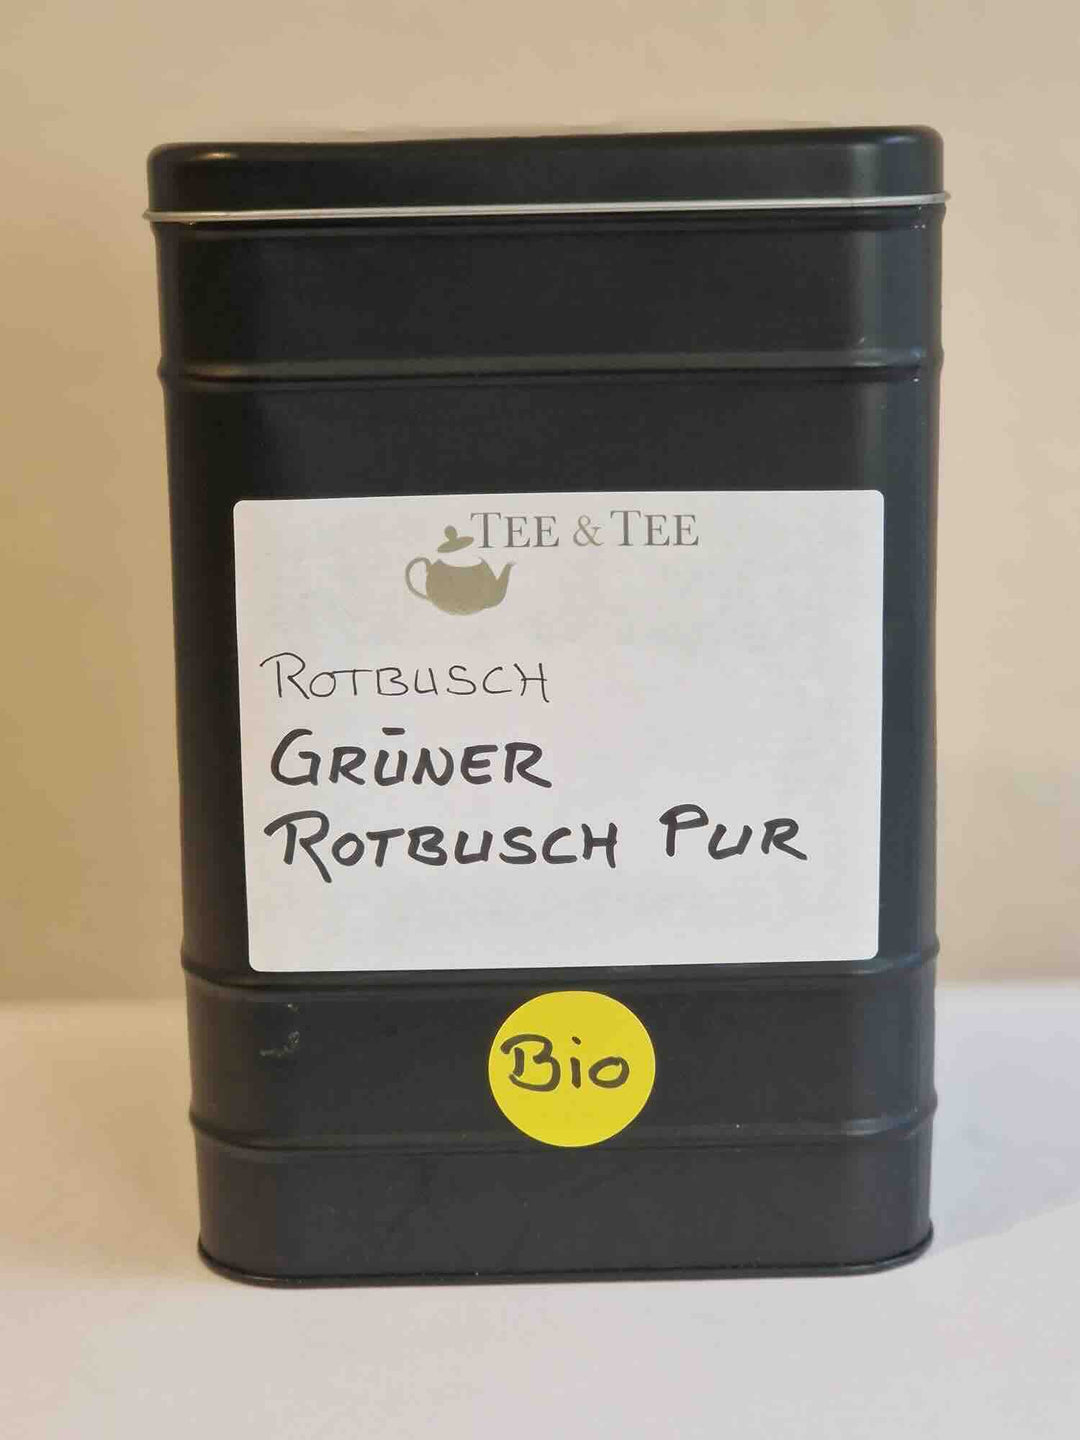 TEE & TEE
ROTBUSCH
GRÜNER
ROTBUSCH PUR
Bio